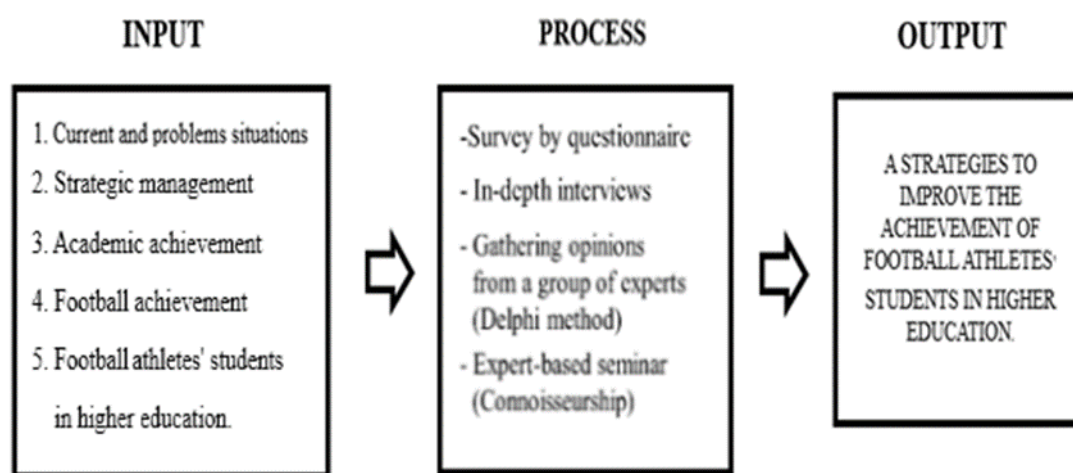 INPUT
1. Current and problems situations
2. Strategic management
3. Academic achievement
4. Football achievement
5. Football athletes' students
in higher education.
PROCESS
-Survey by questionnaire
- In-depth interviews
- Gathering opinions
from a group of experts
(Delphi method)
- Expert-based seminar
(Connoisseurship)
OUTPUT
A STRATEGIES TO
IMPROVE THE
ACHIEVEMENT OF
FOOTBALL ATHLETES'
STUDENTS IN HIGHER
EDUCATION.